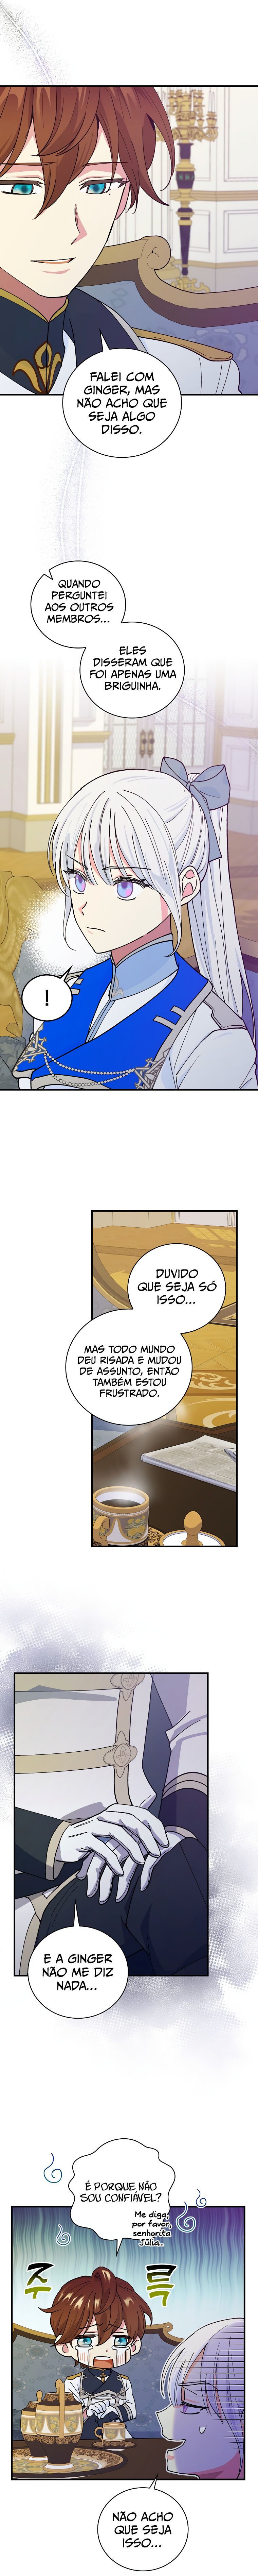 FALEI COM
GINGER, MAS
NÃO ACHO QUE
SEJA ALGO
DISSO.
QUANDO
PERGUNTEI
AOS OUTROS
MEMBROS...
ELES
DISSERAM QUE
FOI APENAS UMA
BRIGUINHA.
!
DUVIDO
QUE SEJA SÓ
ISSO...
MAS TODO MUNDO
DEU RISADA E MUDOU
DE ASSUNTO, ENTÃO
TAMBÉM ESTOU
FRUSTRADO.
E A GINGER
NÃO ME DIZ
NADA...
É PORQUE NÃO
SOU CONFIÁVEL?
Me diga,
por favor,
senhorita
Júlia...
주륵
NÃO ACHO
QUE SEJA
ISSO...